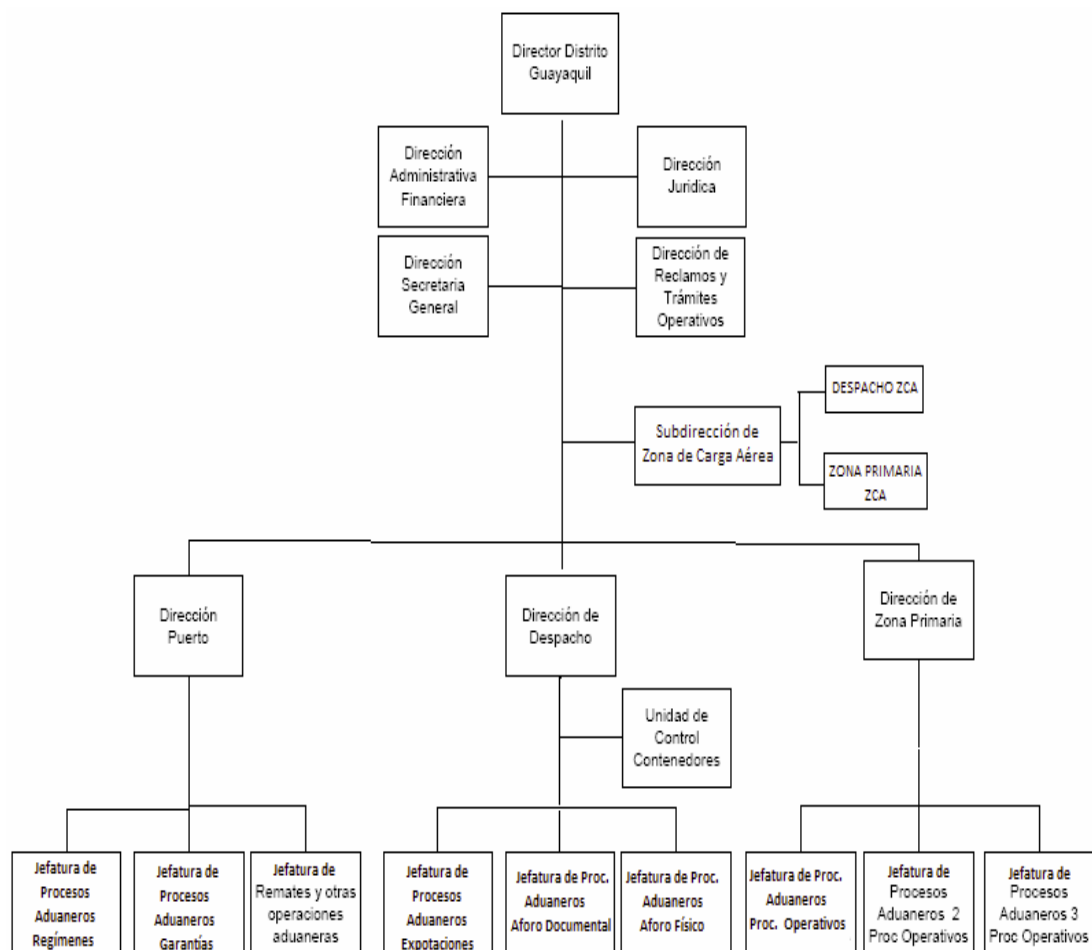 Director Distrito
Guayaquil
Dirección
Administrativa
Financiera
Dirección
Juridica
Dirección
Secretaria
General
Dirección de
Reclamos y
Trámites
Operativos
DESPACHO ZCA
Subdirección de
Zona de Carga Aérea
ZONA PRIMARIA
ZCA
Dirección
Puerto
Dirección de
Despacho
Dirección de
Zona Primaria
Unidad de
Control
Contenedores
Jefatura de
Procesos
Aduaneros
Regímenes
Jefatura de
Procesos
Aduaneros
Garantías
Jefatura de
Remates y otras
operaciones
aduaneras
Jefatura de
Procesos
Aduaneros
Expotaciones
Jefatura de Proc.
Aduaneros
Aforo Documental
Jefatura de Proc.
Aduaneros
Aforo Físico
Jefatura de Proc.
Aduaneros
Proc. Operativos
Jefatura de
Procesos
Aduaneros 2
Proc Operativos
Jefatura de
Procesos
Aduaneros 3
Proc Operativos